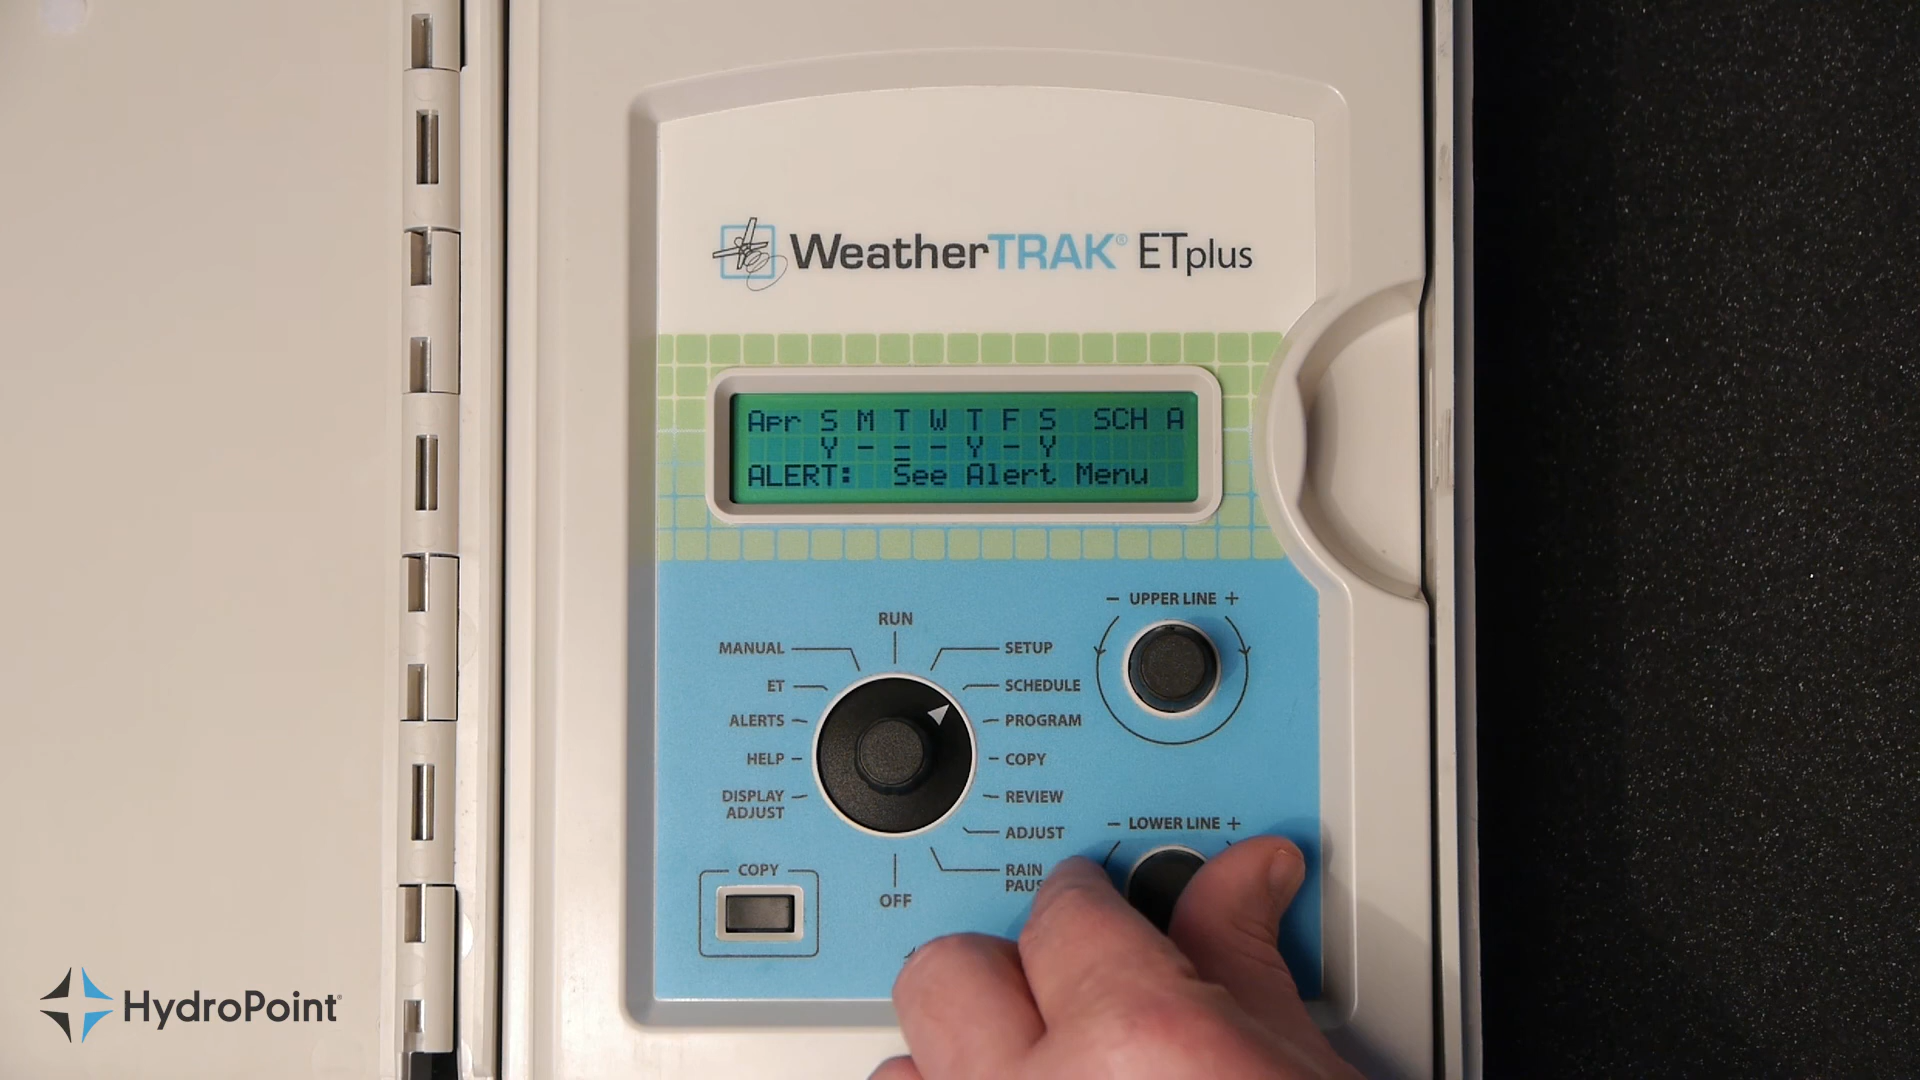 WeatherTRAK® ETplus
Apr S M T W T F S SCH A
Y - - - Y - Y
ALERT: See Alert Menu
RUN
MANUAL
ET
ALERTS
HELP
DISPLAY
ADJUST
SETUP
SCHEDULE
PROGRAM
COPY
REVIEW
ADJUST
RAIN
OFF
COPY
- UPPER LINE +
- LOWER LINE +
HydroPoint